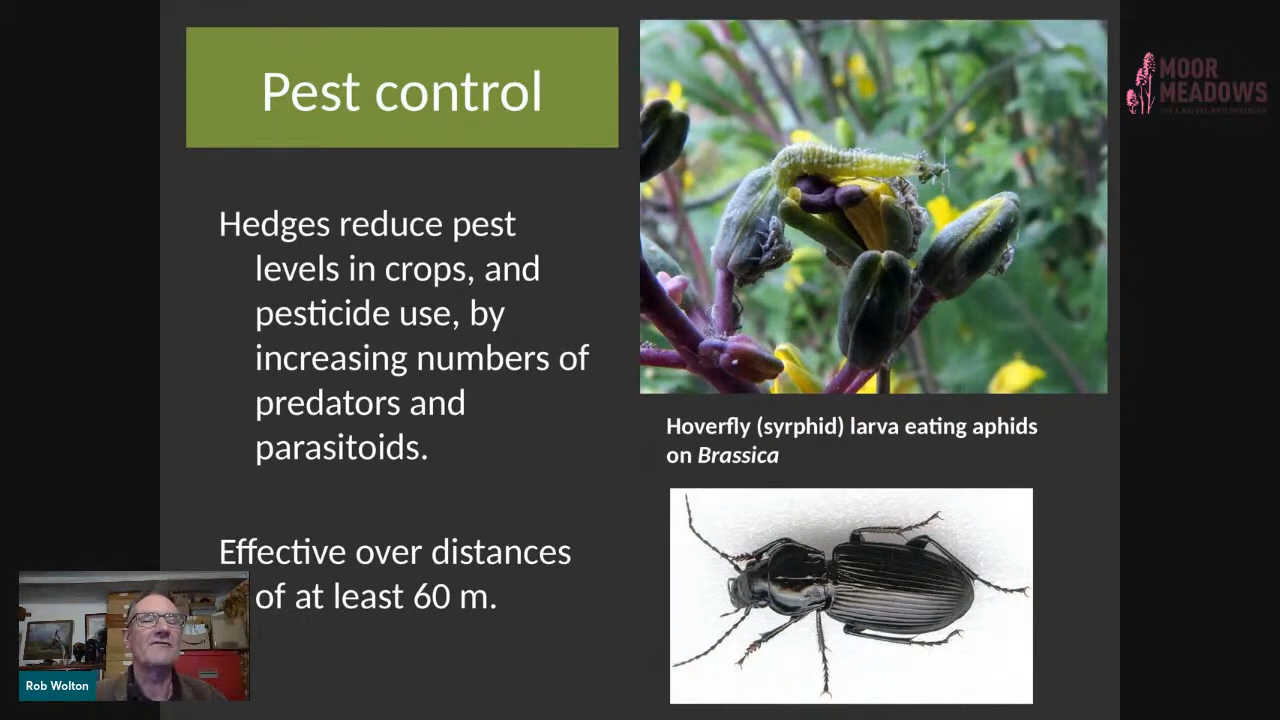 Pest control
Hedges reduce pest
levels in crops, and
pesticide use, by
increasing numbers of
predators and
parasitoids.
Effective over distances
of at least 60 m.
Hoverfly (syrphid) larva eating aphids
on Brassica
MOOR
MEADOWS
Rob Wolton